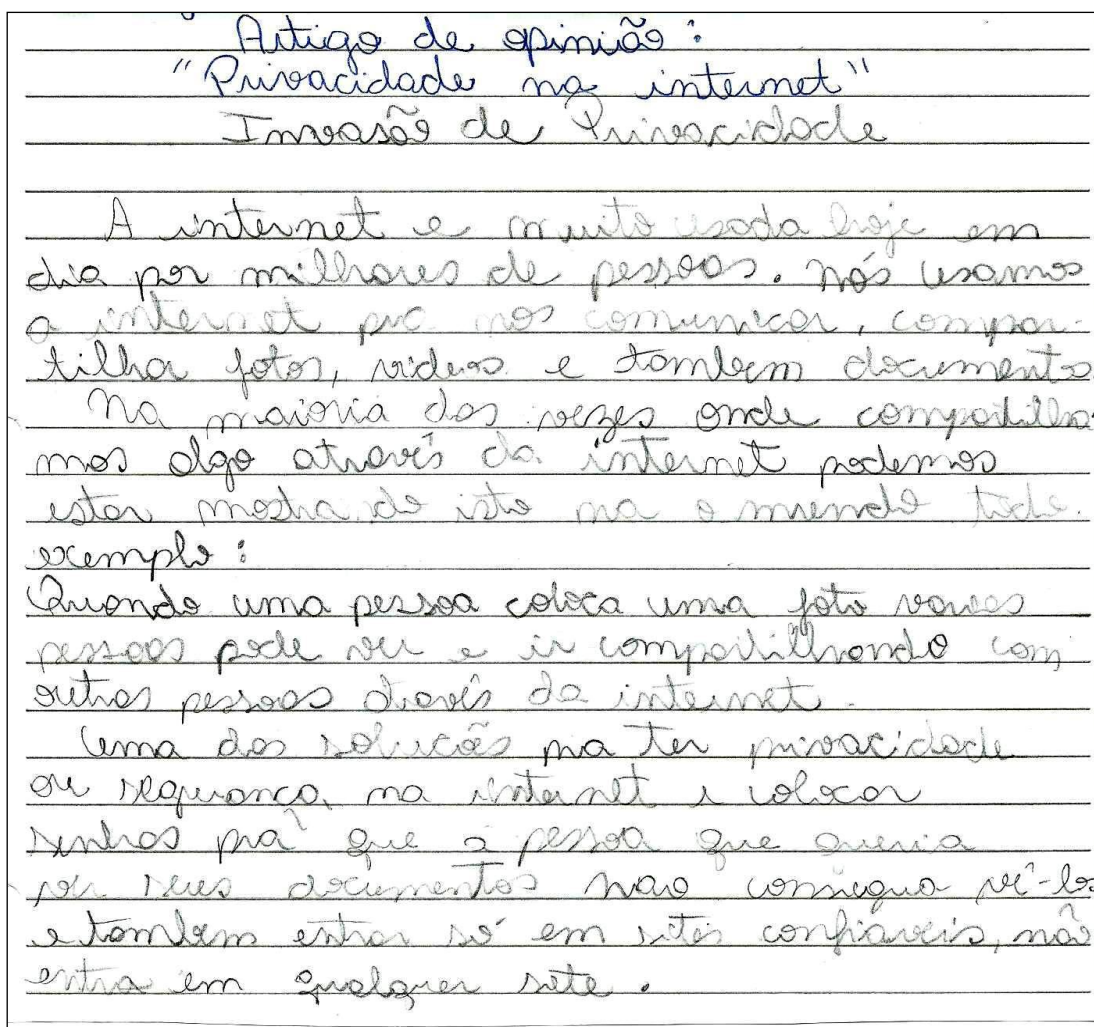 Artigo de opinião:
"Privacidade na internet"
Invasão de Privacidade
A internet e muito usada hoje em
dia por milhares de pessoas. Nós usamos
a internet pra nos comunicar, compar-
tilha fotos, videos e tambem documentos
Na maioria das vezes onde compartilha-
mos algo através da internet podemos
estar mostra do isto pra o mundo todo.
exemplo:
Quando uma pessoa coloca uma foto varias
pessoas pode ver e ir compartilhando com
outras pessoas através da internet.
Uma das soluções pra ter privacidade
ou segurança na internet e colocar
senhas pra que a pessoa que queria
ver seus documentos não consegua vê-los
e tambem entrar só em sites confiaveis, não
entra em qualquer site.